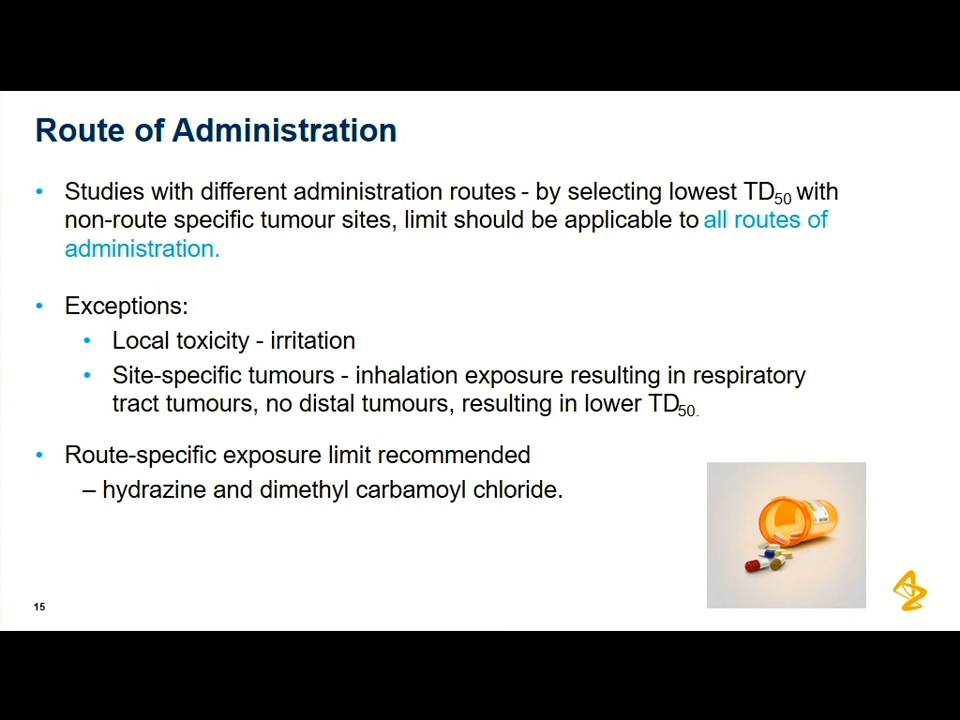 Route of Administration
• Studies with different administration routes - by selecting lowest TD50 with
non-route specific tumour sites, limit should be applicable to all routes of
administration.
• Exceptions:
• Local toxicity - irritation
• Site-specific tumours - inhalation exposure resulting in respiratory
tract tumours, no distal tumours, resulting in lower TD50.
• Route-specific exposure limit recommended
– hydrazine and dimethyl carbamoyl chloride.
15